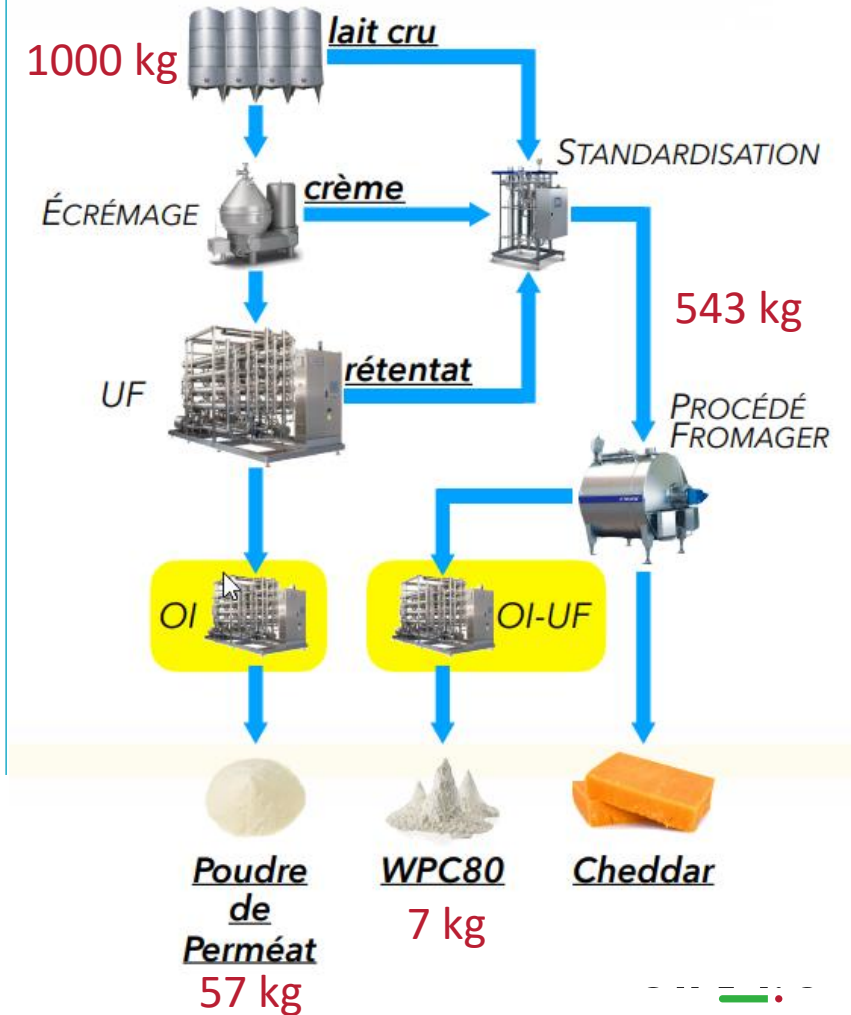 lait cru
1000 kg
STANDARDISATION
crème
ÉCRÉMAGE
543 kg
rétentat
UF
PROCÉDÉ
FROMAGER
OI
OI-UF
Poudre
de
Perméat
WPC80
Cheddar
7 kg
57 kg